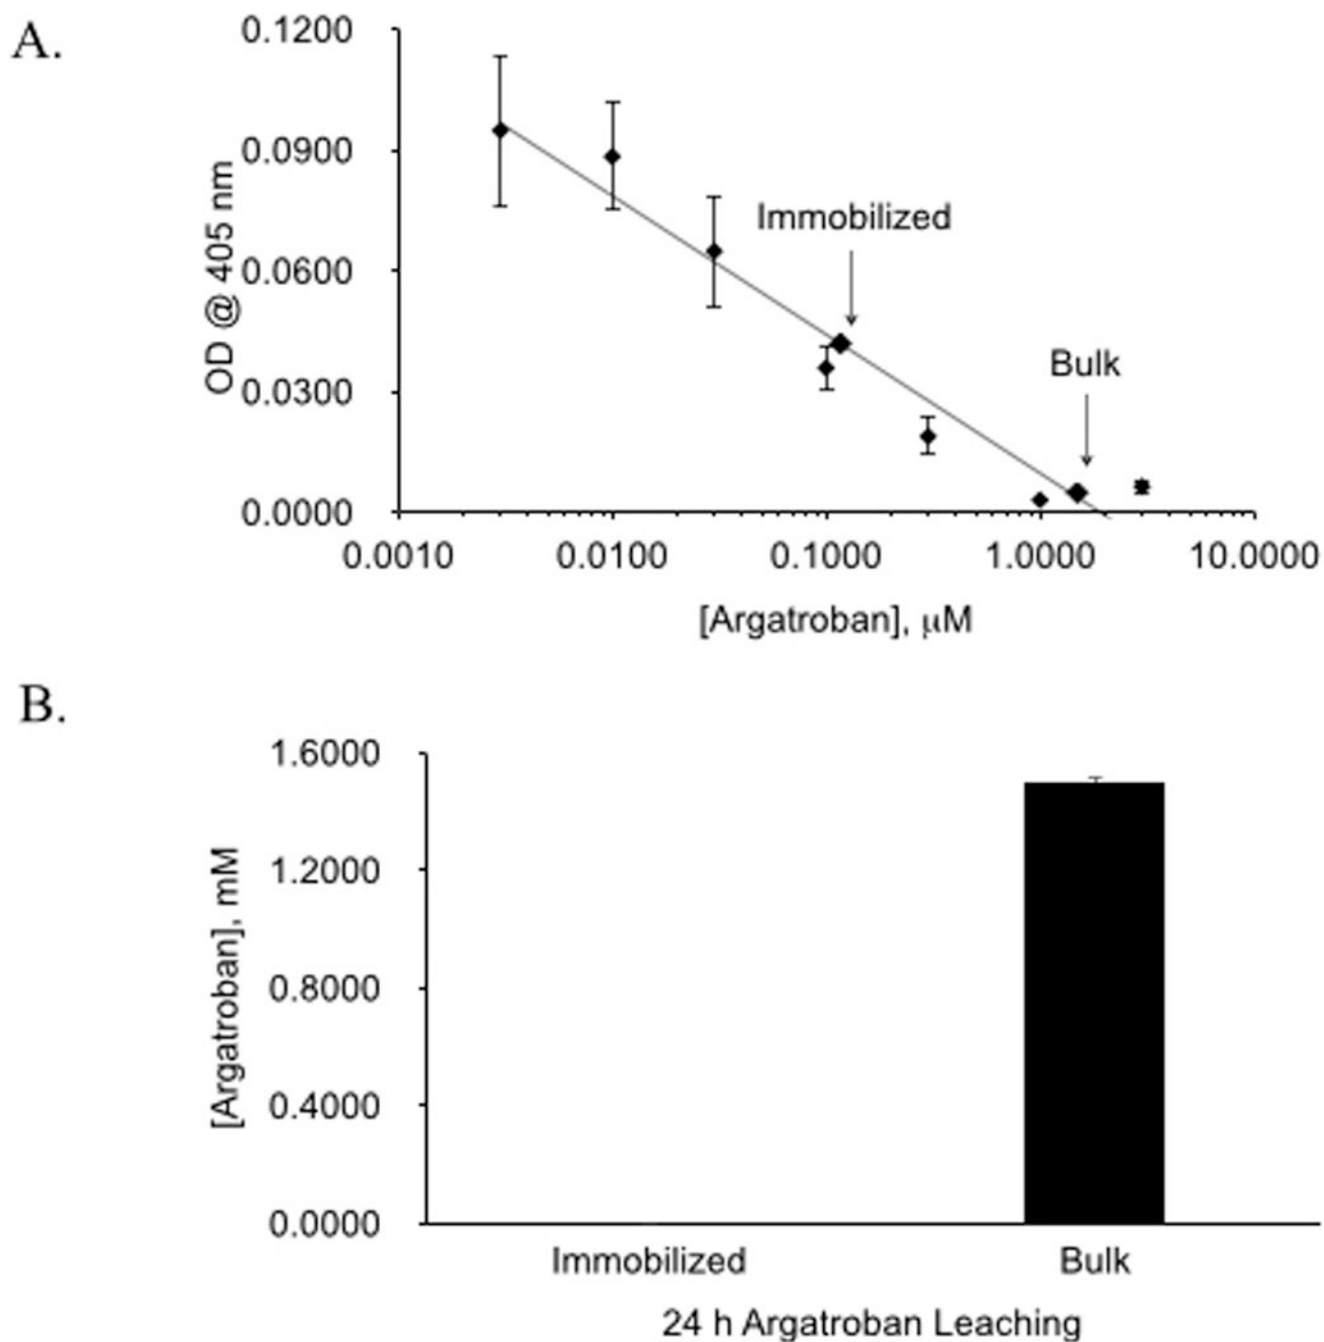 A.
0.1200
0.0900
0.0600
0.0300
0.0000
OD @ 405 nm
Immobilized
Bulk
0.0010 0.0100 0.1000 1.0000 10.0000
[Argatroban], μM
B.
1.6000
1.2000
0.8000
0.4000
0.0000
[Argatroban], mM
Immobilized Bulk
24 h Argatroban Leaching